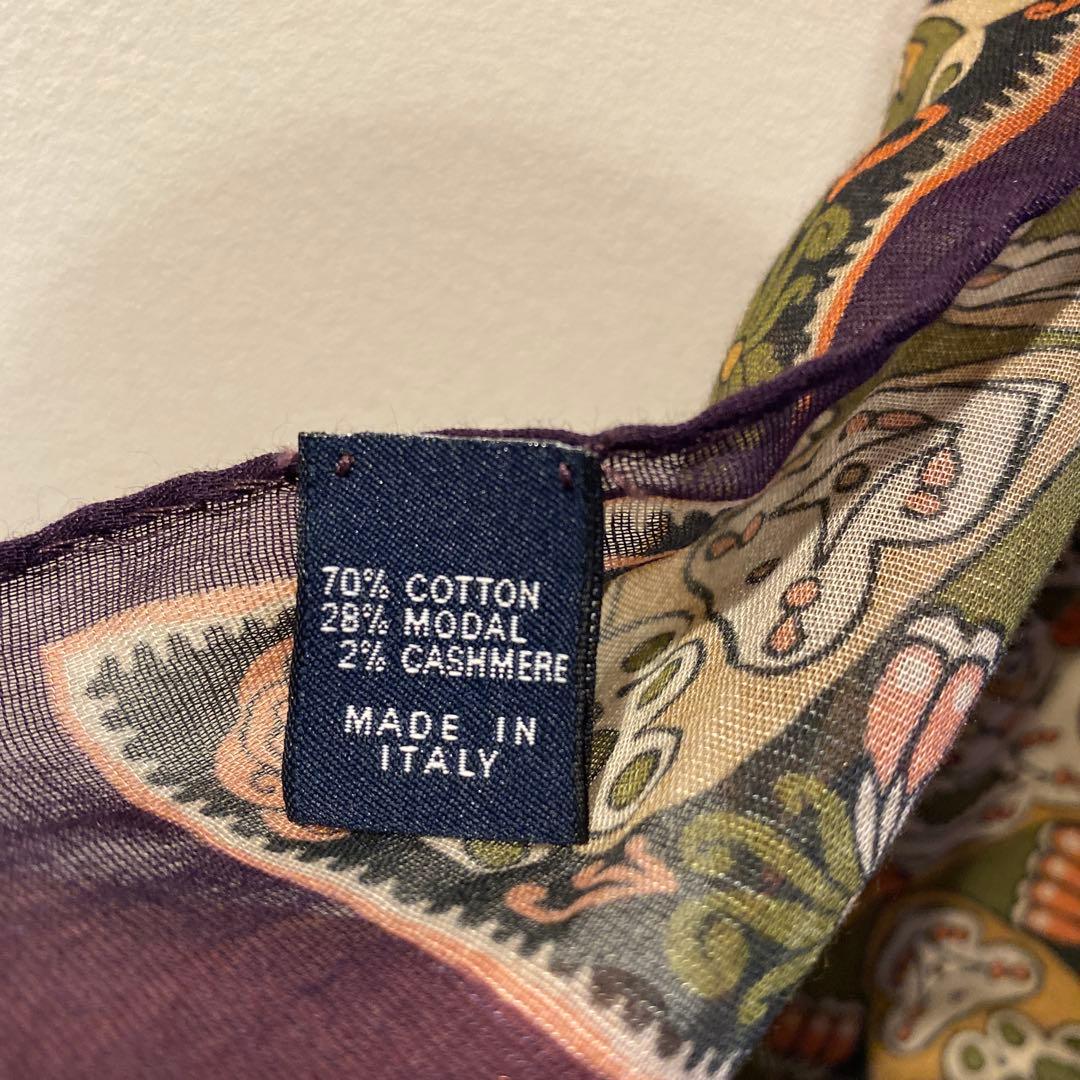 70% COTTON
28% MODAL
2% CASHMERE
MADE IN
ITALY